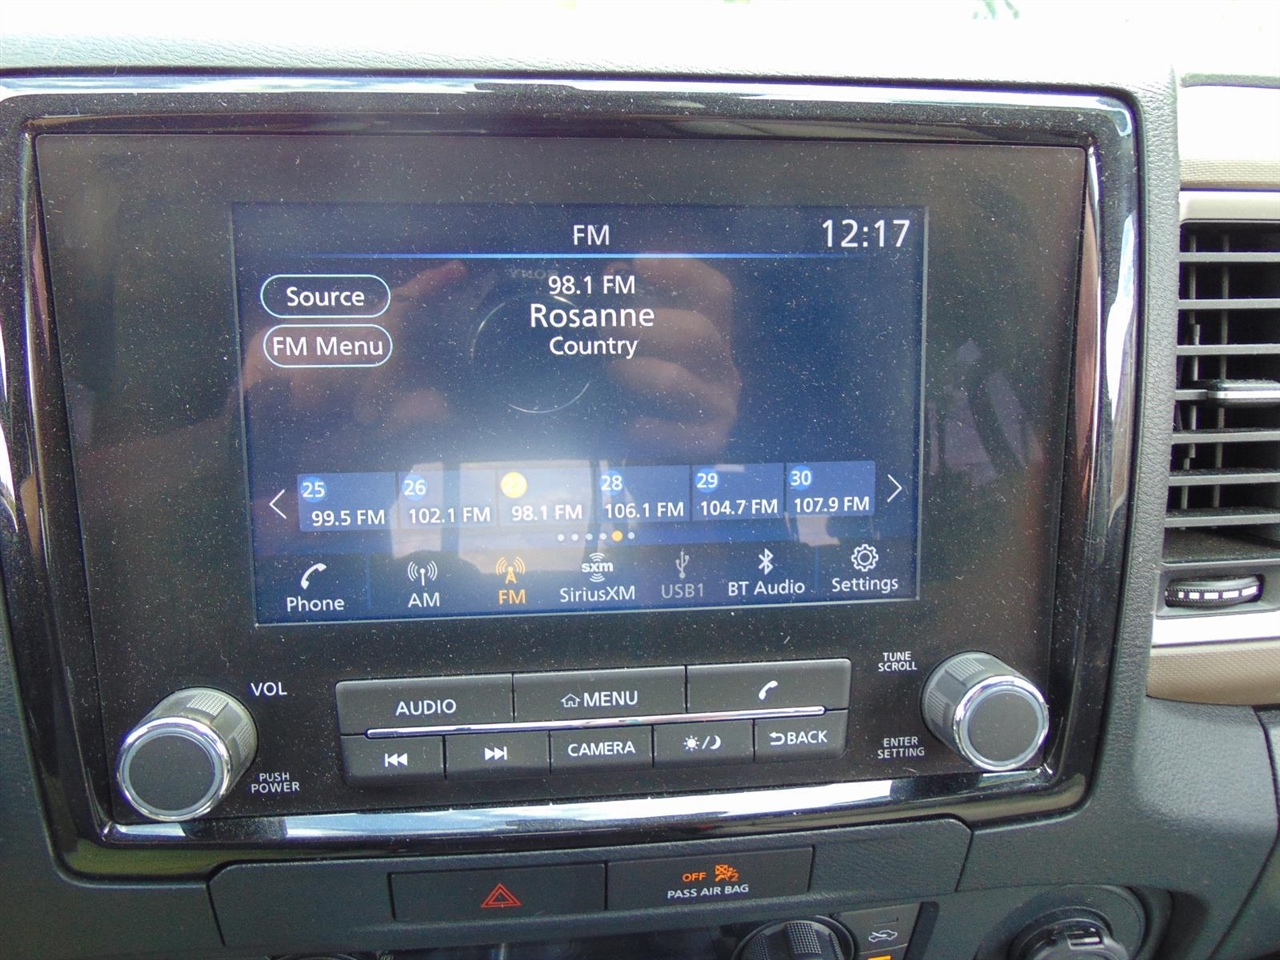 FM
12:17
Source
98.1 FM
Rosanne
FM Menu
Country
25
26
28
29
30
99.5 FM
102.1 FM
98.1 FM
106.1 FM
104.7 FM
107.9 FM
Phone
AM
FM
sxm
SiriusXM
USB1
BT Audio
Settings
VOL
TUNE
SCROLL
AUDIO
MENU
PUSH
POWER
CAMERA
BACK
ENTER
SETTING
OFF
PASS AIR BAG
SONY